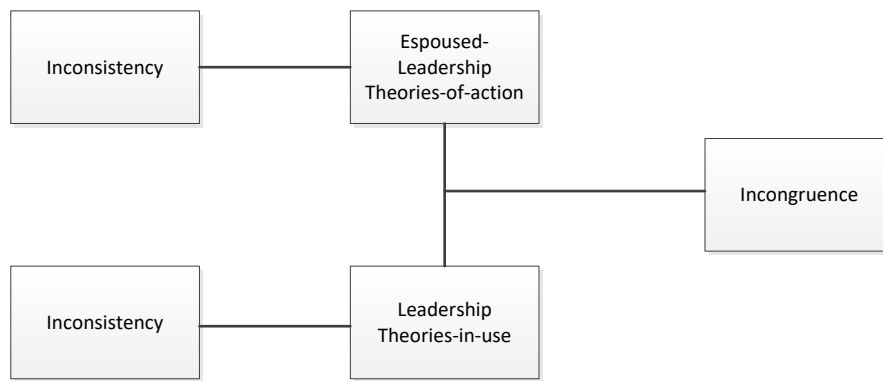 Inconsistency
Espoused-
Leadership
Theories-of-action
Incongruence
Inconsistency
Leadership
Theories-in-use